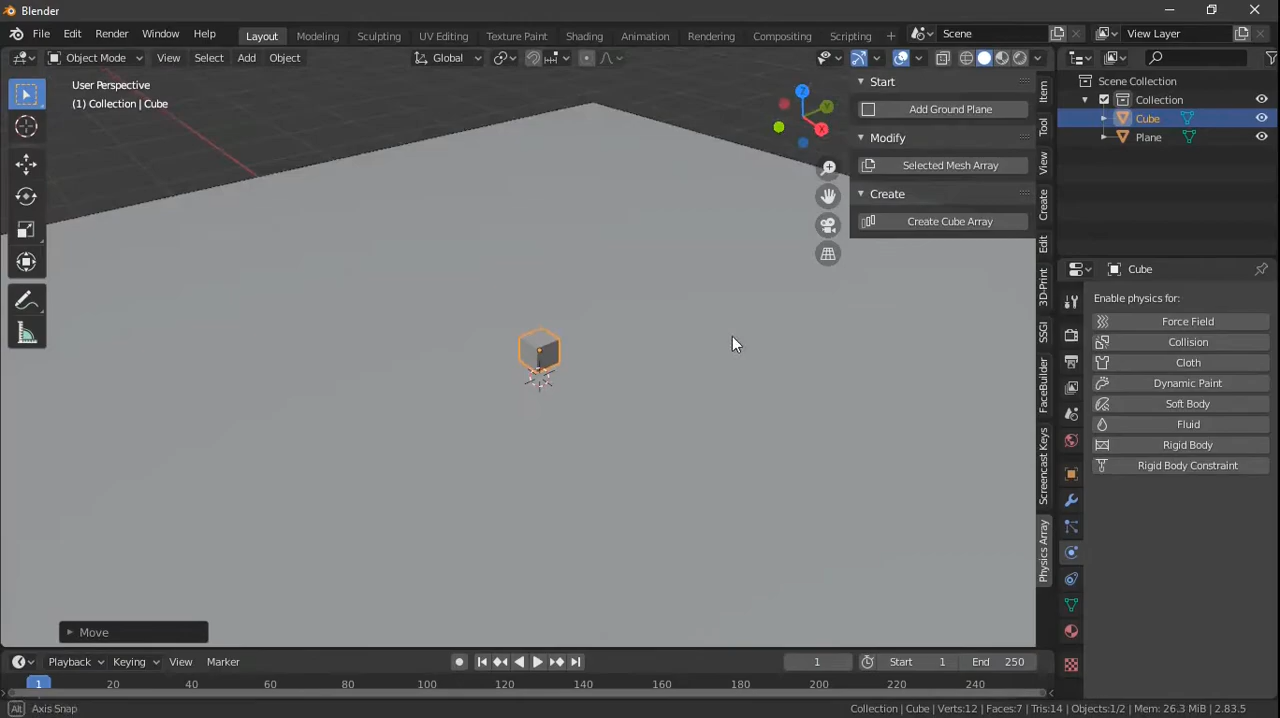 Blender
File Edit Render Window Help Layout Modeling Sculpting UV Editing Texture Paint Shading Animation Rendering Compositing Scripting + Scene View Layer
Object Mode View Select Add Object Global
User Perspective
(1) Collection | Cube
Z
Y
X
Start
Add Ground Plane
Modify
Selected Mesh Array
Create
Create Cube Array
Item
Tool
View
Create
Edit
3D-Print
SSGI
FaceBuilder
Screencast Keys
Physics Array
Scene Collection
Collection
Cube
Plane
Cube
Enable physics for:
Force Field
Collision
Cloth
Dynamic Paint
Soft Body
Fluid
Rigid Body
Rigid Body Constraint
Move
Playback Keying View Marker 1 Start 1 End 250
1 20 40 60 80 100 120 140 160 180 200 220 240
Alt Axis Snap Collection | Cube | Verts:12 | Faces:7 | Tris:14 | Objects:1/2 | Mem: 26.3 MiB | 2.83.5